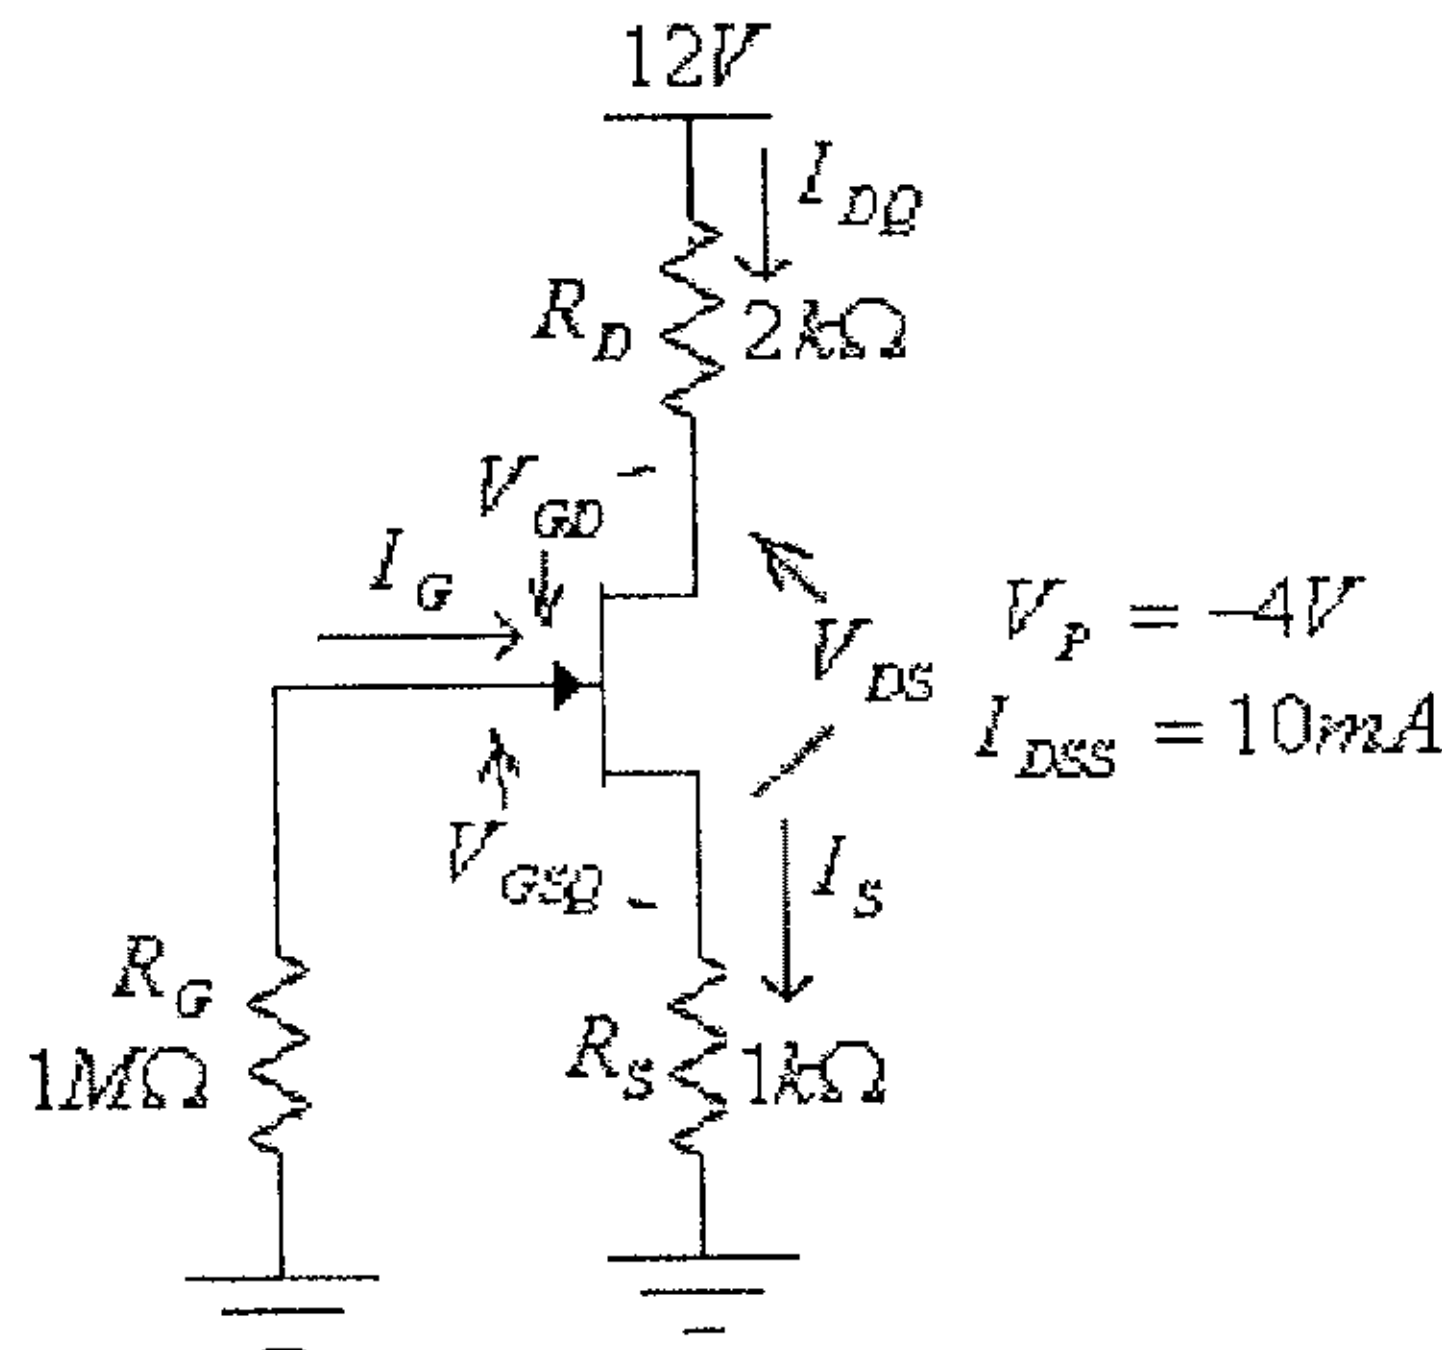 12V
I_DQ
R_D 2kΩ
V_GD
I_G
V_DS
V_P = -4V
I_DSS = 10mA
V_GSQ
I_S
R_G
1MΩ
R_S 1kΩ